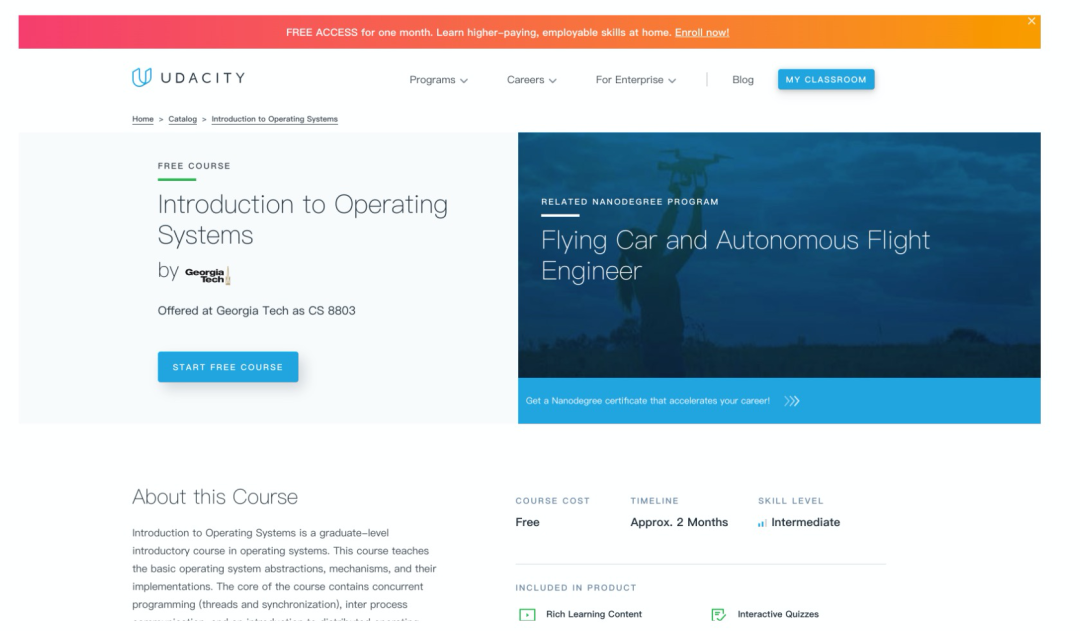 FREE ACCESS for one month. Learn higher-paying, employable skills at home. Enroll now!
UDACITY
Programs
Careers
For Enterprise
Blog
MY CLASSROOM
Home > Catalog > Introduction to Operating Systems
FREE COURSE
Introduction to Operating
Systems
by Georgia
Tech
Offered at Georgia Tech as CS 8803
START FREE COURSE
RELATED NANODEGREE PROGRAM
Flying Car and Autonomous Flight
Engineer
Get a Nanodegree certificate that accelerates your career!
About this Course
Introduction to Operating Systems is a graduate-level
introductory course in operating systems. This course teaches
the basic operating system abstractions, mechanisms, and their
implementations. The core of the course contains concurrent
programming (threads and synchronization), inter process
COURSE COST
Free
TIMELINE
Approx. 2 Months
SKILL LEVEL
Intermediate
INCLUDED IN PRODUCT
Rich Learning Content
Interactive Quizzes